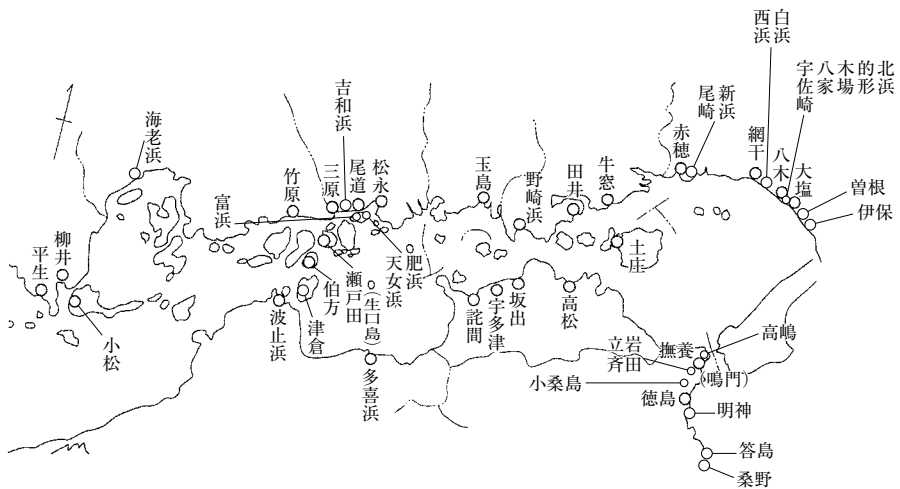 白浜
西浜
北浜
的形
木場
八家
宇佐崎
新浜
尾崎
赤穂
網干
八木
大塩
曽根
伊保
牛窓
田井
野崎浜
玉島
土庄
吉和浜
松永
尾道
三原
竹原
富浜
海老浜
柳井
平生
小松
肥浜
天女浜
瀬戸田
(生口島)
伯方
津倉
波止浜
多喜浜
詫間
宇多津
坂出
高松
立岩
斉田
撫養
(鳴門)
高嶋
小桑島
徳島
明神
答島
桑野